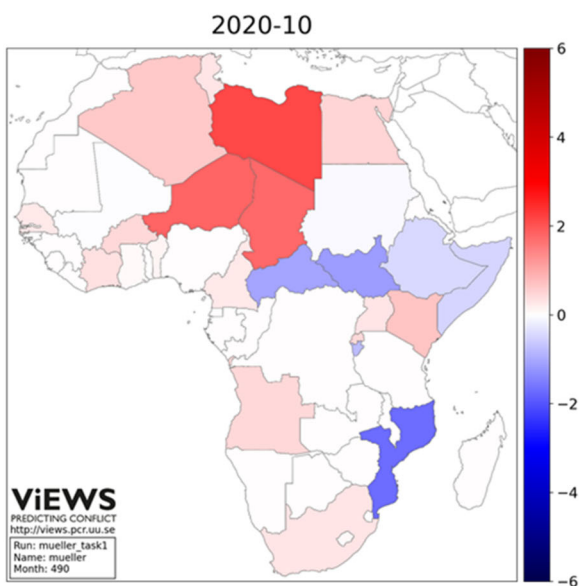 2020-10
6
4
2
0
−2
−4
−6
ViEWS
PREDICTING CONFLICT
http://views.pcr.uu.se
Run: mueller_task1
Name: mueller
Month: 490